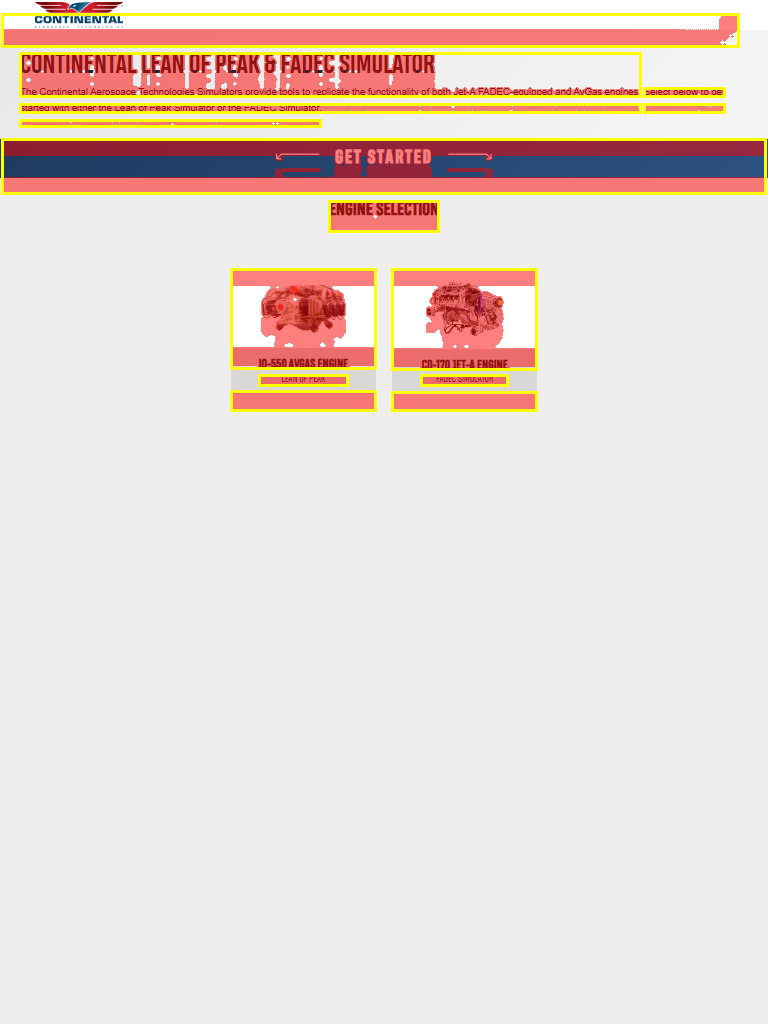 CONTINENTAL
AEROSPACE TECHNOLOGIES
CONTINENTAL LEAN OF PEAK & FADEC SIMULATOR
The Continental Aerospace Technologies Simulators provide tools to replicate the functionality of both Jet-A FADEC-equipped and AvGas engines select below to be
started with either the Lean of Peak Simulator or the FADEC Simulator.
GET STARTED
ENGINE SELECTION
IO-550 AVGAS ENGINE
CD-170 JET-A ENGINE
LEAN OF PEAK
FADEC SIMULATOR